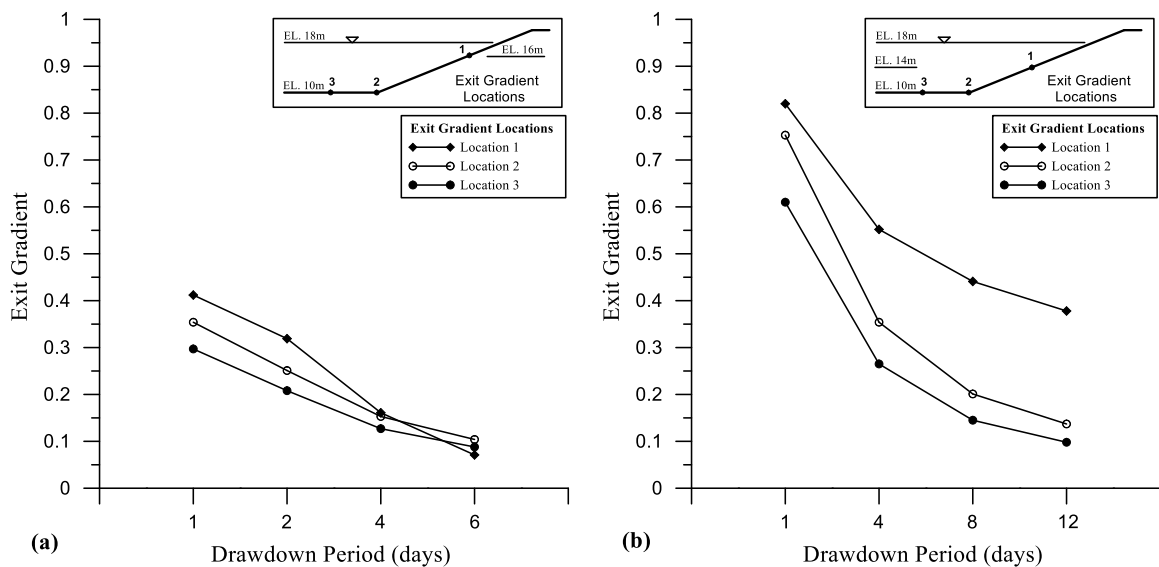 1
0.9
0.8
0.7
0.6
0.5
0.4
0.3
0.2
0.1
0
Exit Gradient
EL. 18m
1
EL. 16m
EL. 10m
3
2
Exit Gradient
Locations
Exit Gradient Locations
Location 1
Location 2
Location 3
1
2
4
6
(a)
Drawdown Period (days)
1
0.9
0.8
0.7
0.6
0.5
0.4
0.3
0.2
0.1
0
Exit Gradient
EL. 18m
EL. 14m
1
EL. 10m
3
2
Exit Gradient
Locations
Exit Gradient Locations
Location 1
Location 2
Location 3
1
4
8
12
(b)
Drawdown Period (days)